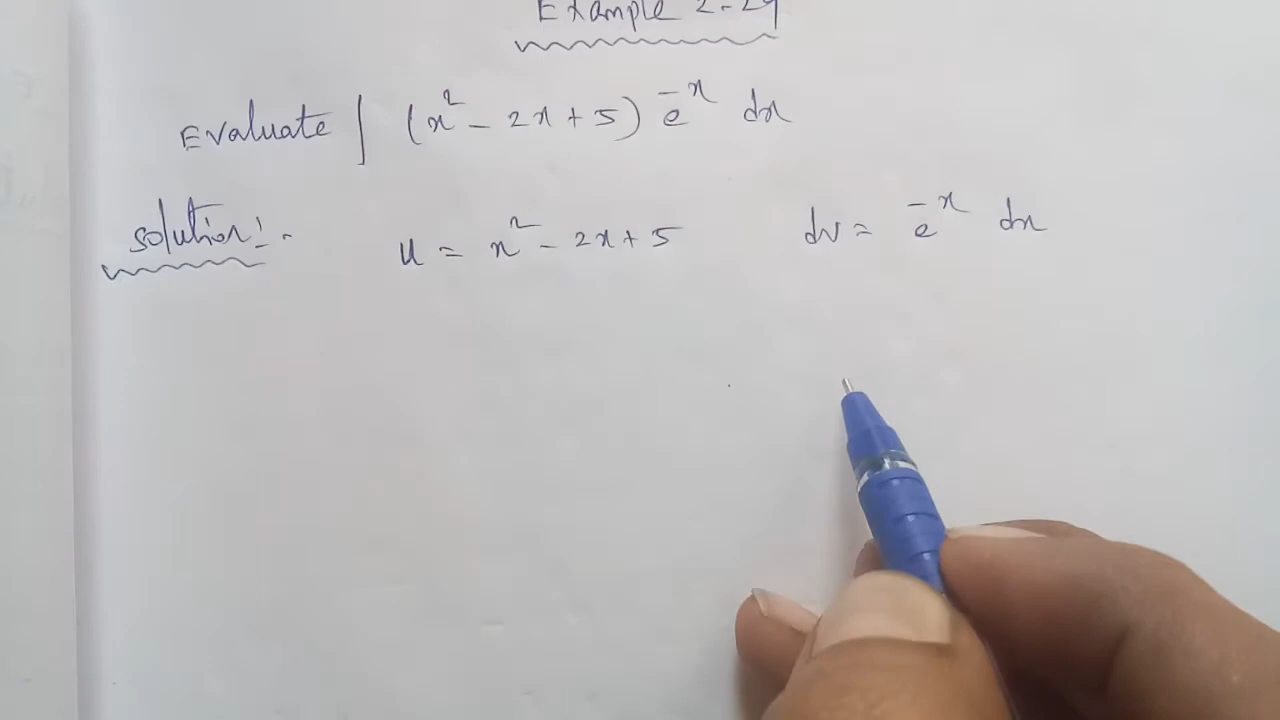 Example 2.29
Evaluate ∫ (x² - 2x + 5) e⁻ˣ dx
Solution:-  u = x² - 2x + 5  dv = e⁻ˣ dx